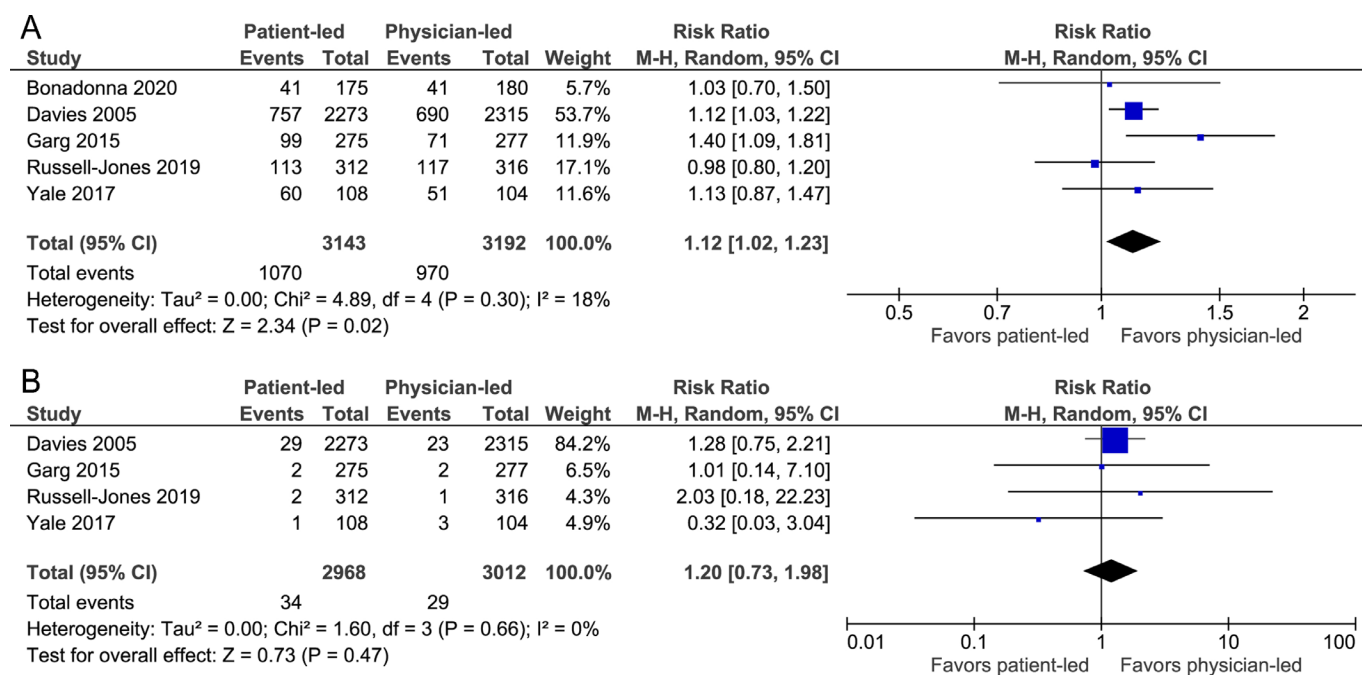 A
Patient-led Physician-led Risk Ratio Risk Ratio
Study Events Total Events Total Weight M-H, Random, 95% CI M-H, Random, 95% CI
Bonadonna 2020 41 175 41 180 5.7% 1.03 [0.70, 1.50]
Davies 2005 757 2273 690 2315 53.7% 1.12 [1.03, 1.22]
Garg 2015 99 275 71 277 11.9% 1.40 [1.09, 1.81]
Russell-Jones 2019 113 312 117 316 17.1% 0.98 [0.80, 1.20]
Yale 2017 60 108 51 104 11.6% 1.13 [0.87, 1.47]
Total (95% CI) 3143 3192 100.0% 1.12 [1.02, 1.23]
Total events 1070 970
Heterogeneity: Tau² = 0.00; Chi² = 4.89, df = 4 (P = 0.30); I² = 18%
Test for overall effect: Z = 2.34 (P = 0.02)
0.5 0.7 1 1.5 2
Favors patient-led Favors physician-led
B
Patient-led Physician-led Risk Ratio Risk Ratio
Study Events Total Events Total Weight M-H, Random, 95% CI M-H, Random, 95% CI
Davies 2005 29 2273 23 2315 84.2% 1.28 [0.75, 2.21]
Garg 2015 2 275 2 277 6.5% 1.01 [0.14, 7.10]
Russell-Jones 2019 2 312 1 316 4.3% 2.03 [0.18, 22.23]
Yale 2017 1 108 3 104 4.9% 0.32 [0.03, 3.04]
Total (95% CI) 2968 3012 100.0% 1.20 [0.73, 1.98]
Total events 34 29
Heterogeneity: Tau² = 0.00; Chi² = 1.60, df = 3 (P = 0.66); I² = 0%
Test for overall effect: Z = 0.73 (P = 0.47)
0.01 0.1 1 10 100
Favors patient-led Favors physician-led